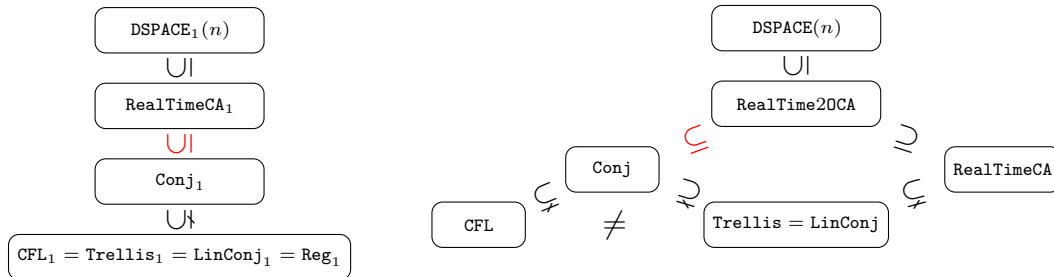 DSPACE₁(n)
∪|
RealTimeCA₁
∪|
Conj₁
∪∤
CFL₁ = Trellis₁ = LinConj₁ = Reg₁
DSPACE(n)
∪|
RealTime2OCA
⊆ ⊆
Conj RealTimeCA
⊊ ⊊ ⊊
CFL ≠ Trellis = LinConj